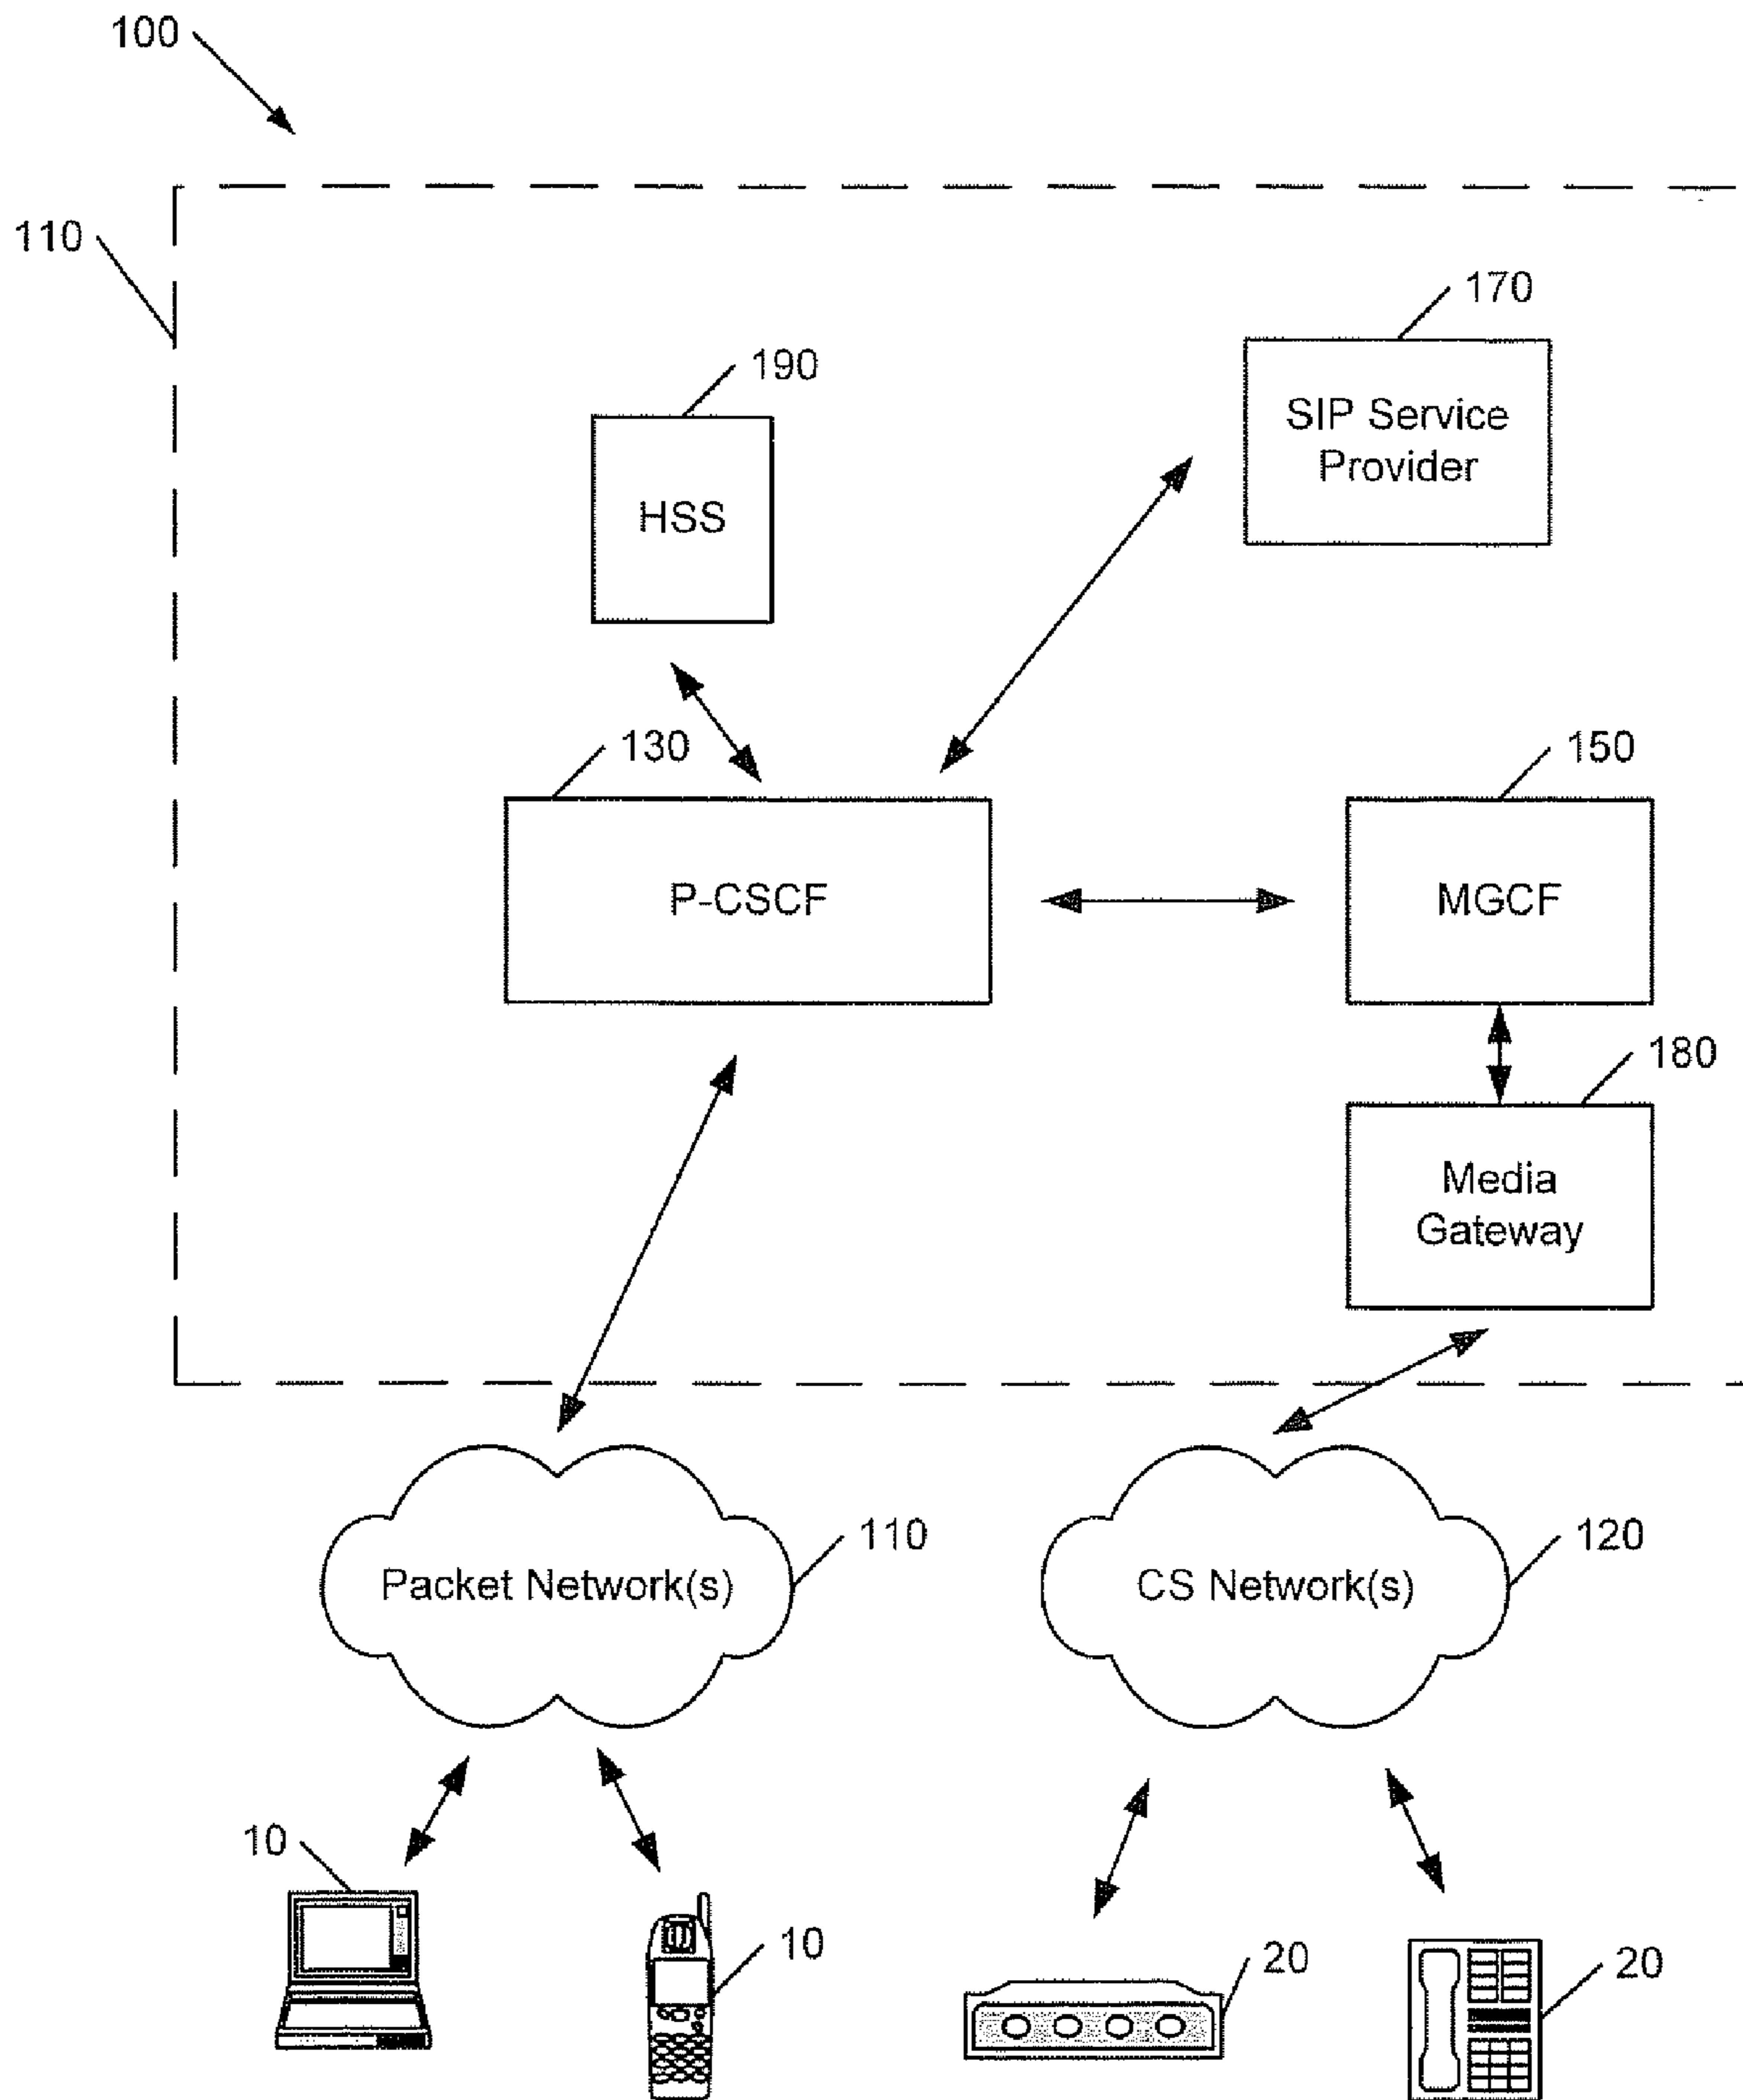 100
110
170
190
SIP Service
Provider
HSS
130
150
P-CSCF
MGCF
180
Media
Gateway
110
120
Packet Network(s)
CS Network(s)
10
10
20
20